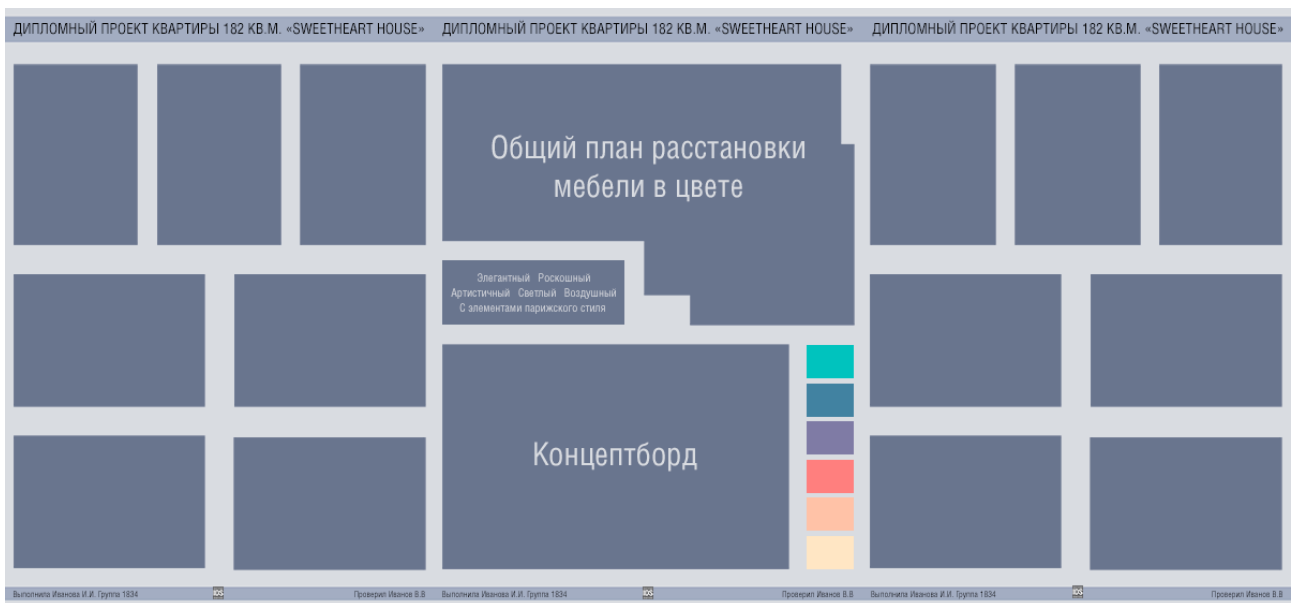 ДИПЛОМНЫЙ ПРОЕКТ КВАРТИРЫ 182 КВ.М. «SWEETHEART HOUSE»
ДИПЛОМНЫЙ ПРОЕКТ КВАРТИРЫ 182 КВ.М. «SWEETHEART HOUSE»
ДИПЛОМНЫЙ ПРОЕКТ КВАРТИРЫ 182 КВ.М. «SWEETHEART HOUSE»
Общий план расстановки
мебели в цвете
Элегантный Роскошный
Артистичный Светлый Воздушный
С элементами парижского стиля
Концептборд
Выполнила Иванова И.И. Группа 1834
IDS
Проверил Иванов В.В
Выполнила Иванова И.И. Группа 1834
IDS
Проверил Иванов В.В
Выполнила Иванова И.И. Группа 1834
IDS
Проверил Иванов В.В